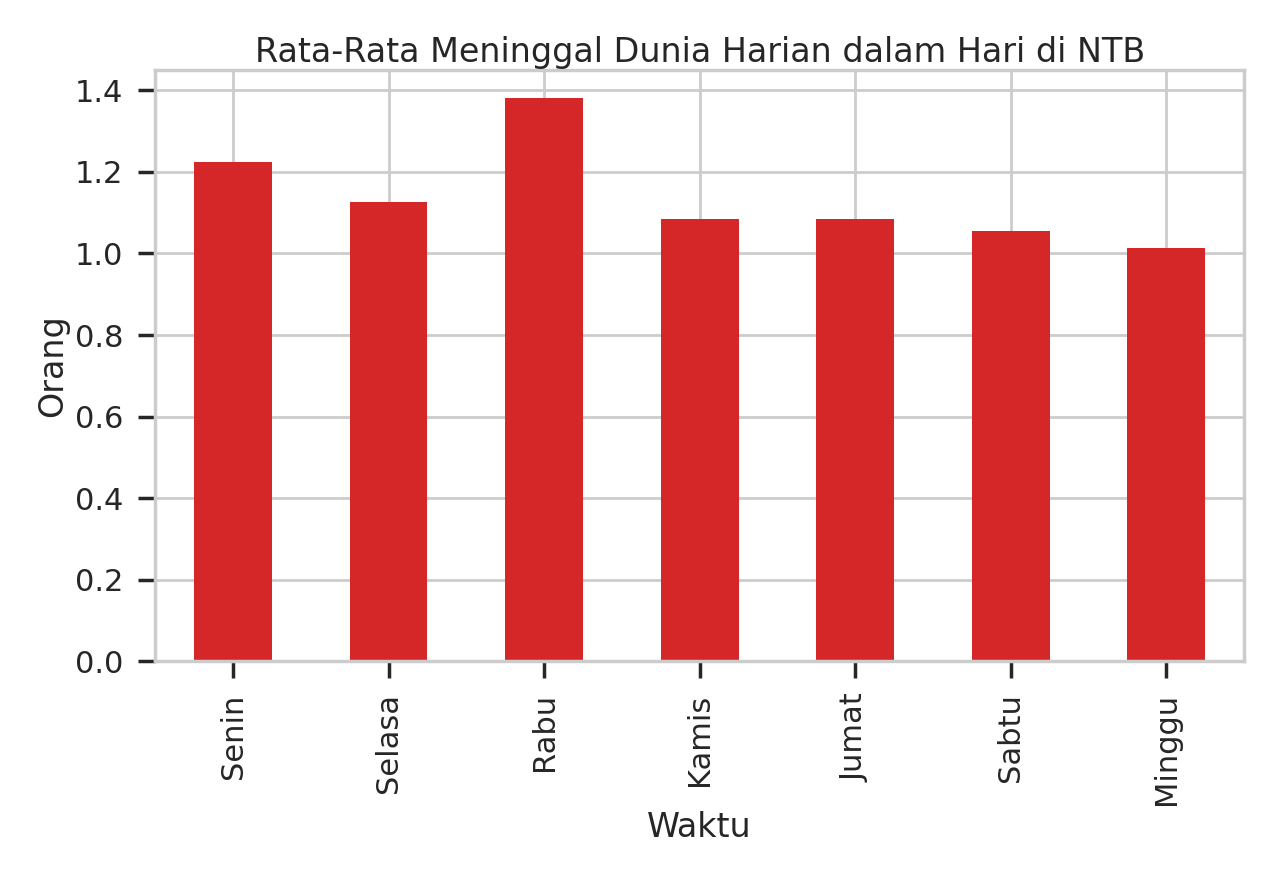 Rata-Rata Meninggal Dunia Harian dalam Hari di NTB
1.4
1.2
1.0
0.8
0.6
0.4
0.2
0.0
Orang
Senin
Selasa
Rabu
Kamis
Jumat
Sabtu
Minggu
Waktu